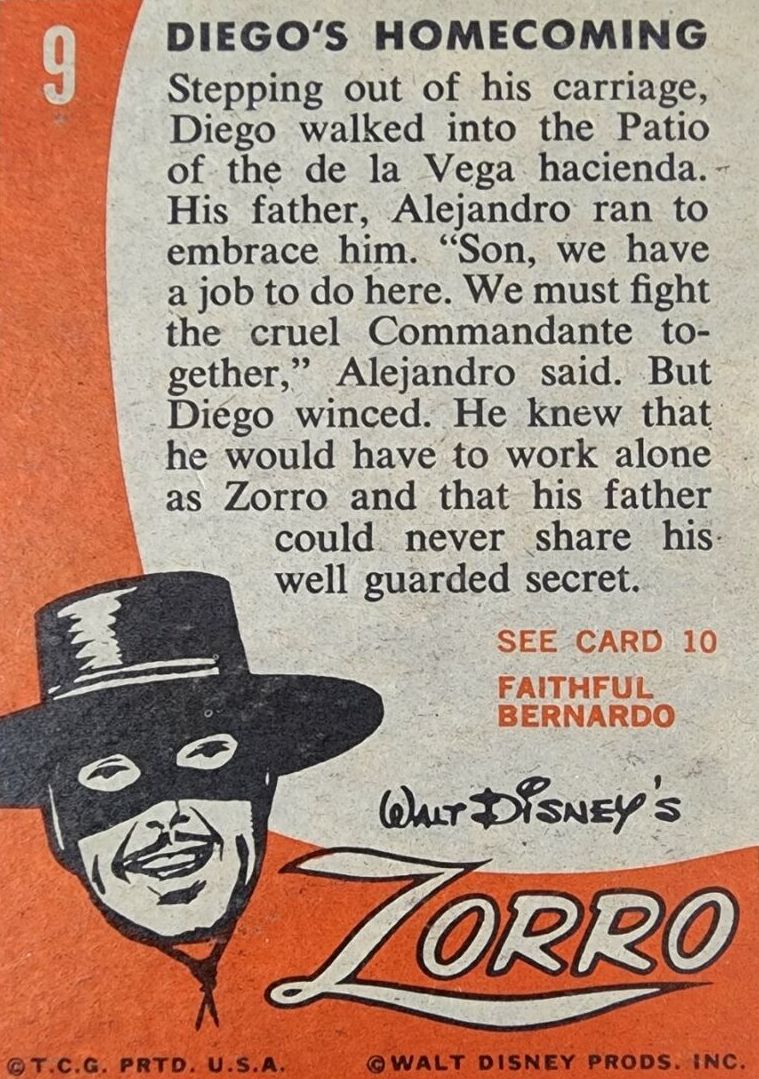 9
DIEGO'S HOMECOMING
Stepping out of his carriage,
Diego walked into the Patio
of the de la Vega hacienda.
His father, Alejandro ran to
embrace him. “Son, we have
a job to do here. We must fight
the cruel Commandante to-
gether,” Alejandro said. But
Diego winced. He knew that
he would have to work alone
as Zorro and that his father
could never share his
well guarded secret.
SEE CARD 10
FAITHFUL
BERNARDO
WALT DISNEY'S
ZORRO
©T.C.G. PRTD. U.S.A.
©WALT DISNEY PRODS. INC.